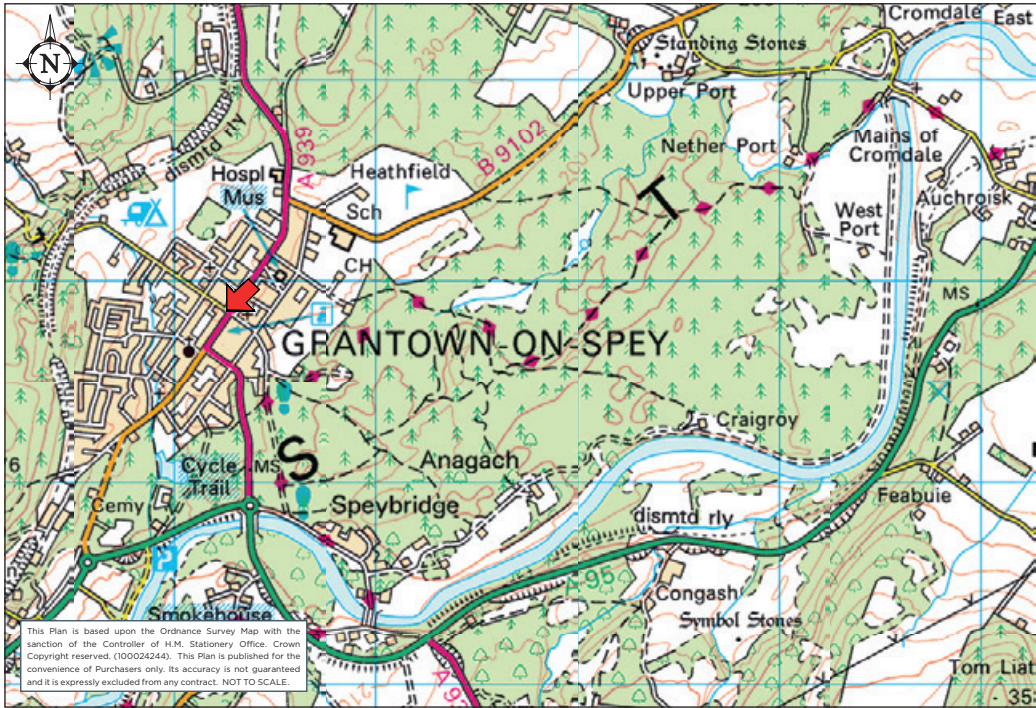 Cromdale
East
N
Standing Stones
Upper Port
dismtd
A939
B 9102
Nether Port
Mains of
Cromdale
Hospl
Mus
Heathfield
Auchroisk
Sch
T
West
Port
CH
MS
GRANTOWN-ON-SPEY
Craigroy
S
Anagach
Cycle
Trail
MS
Feabuie
Cemy
Speybridge
dismtd rly
P
95
Congash
Smokehouse
Symbol Stones
This Plan is based upon the Ordnance Survey Map with the
sanction of the Controller of H.M. Stationery Office. Crown
Copyright reserved. (100024244). This Plan is published for the
convenience of Purchasers only. Its accuracy is not guaranteed
and it is expressly excluded from any contract. NOT TO SCALE.
Tom Liat
A 9
35